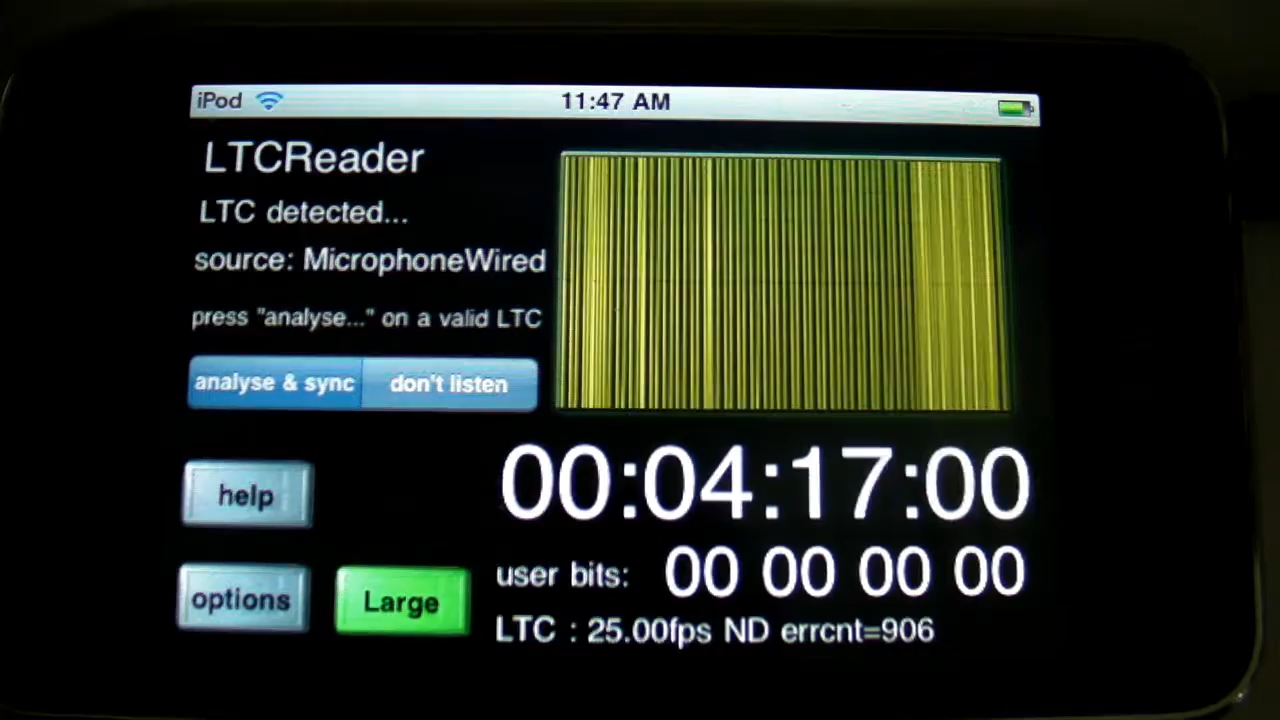 iPod 11:47 AM
LTCReader
LTC detected...
source: MicrophoneWired
press "analyse..." on a valid LTC
analyse & sync don't listen
00:04:17:00
help
user bits: 00 00 00 00
options Large
LTC : 25.00fps ND errcnt=906